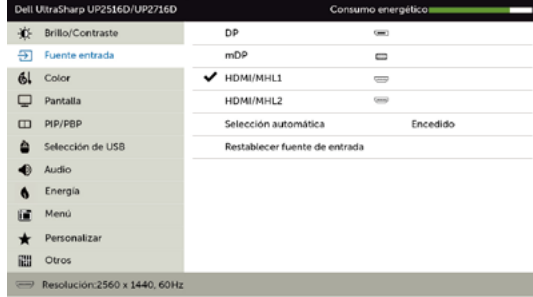 Dell UltraSharp UP2516D/UP2716D
Consumo energético
Brillo/Contraste
Fuente entrada
Color
Pantalla
PIP/PBP
Selección de USB
Audio
Energía
Menú
Personalizar
Otros
DP
mDP
HDMI/MHL1
HDMI/MHL2
Selección automática Encedido
Restablecer fuente de entrada
Resolución:2560 x 1440, 60Hz